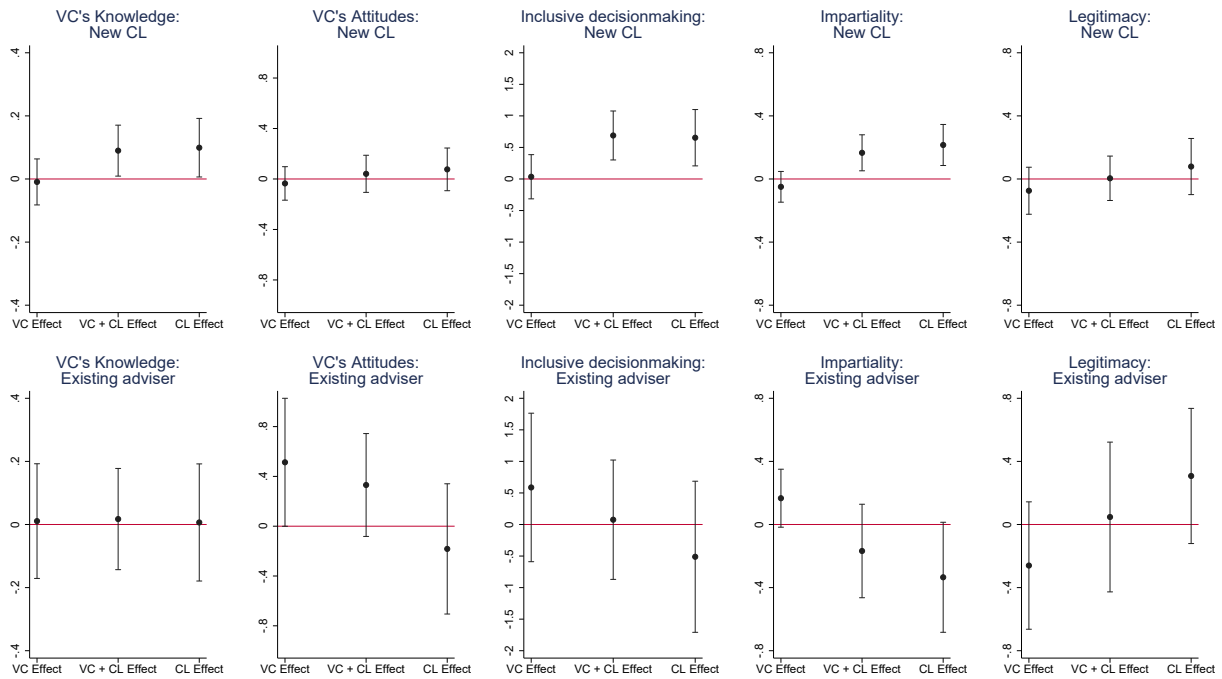 VC's Knowledge:
New CL
.4
.2
0
-.2
-.4
VC Effect VC + CL Effect CL Effect
VC's Attitudes:
New CL
.8
.4
0
-.4
-.8
VC Effect VC + CL Effect CL Effect
Inclusive decisionmaking:
New CL
2
1.5
1
.5
0
-.5
-1
-1.5
-2
VC Effect VC + CL Effect CL Effect
Impartiality:
New CL
.8
.4
0
-.4
-.8
VC Effect VC + CL Effect CL Effect
Legitimacy:
New CL
.8
.4
0
-.4
-.8
VC Effect VC + CL Effect CL Effect
VC's Knowledge:
Existing adviser
.4
.2
0
-.2
-.4
VC Effect VC + CL Effect CL Effect
VC's Attitudes:
Existing adviser
.8
.4
0
-.4
-.8
VC Effect VC + CL Effect CL Effect
Inclusive decisionmaking:
Existing adviser
2
1.5
1
.5
0
-.5
-1
-1.5
-2
VC Effect VC + CL Effect CL Effect
Impartiality:
Existing adviser
.8
.4
0
-.4
-.8
VC Effect VC + CL Effect CL Effect
Legitimacy:
Existing adviser
.8
.4
0
-.4
-.8
VC Effect VC + CL Effect CL Effect